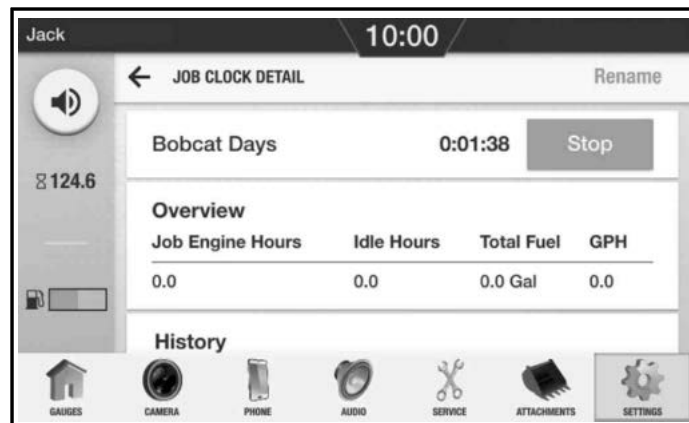 Jack
10:00
JOB CLOCK DETAIL
Rename
Bobcat Days 0:01:38 Stop
124.6
Overview
Job Engine Hours Idle Hours Total Fuel GPH
0.0 0.0 0.0 Gal 0.0
History
GAUGES CAMERA PHONE AUDIO SERVICE ATTACHMENTS SETTINGS